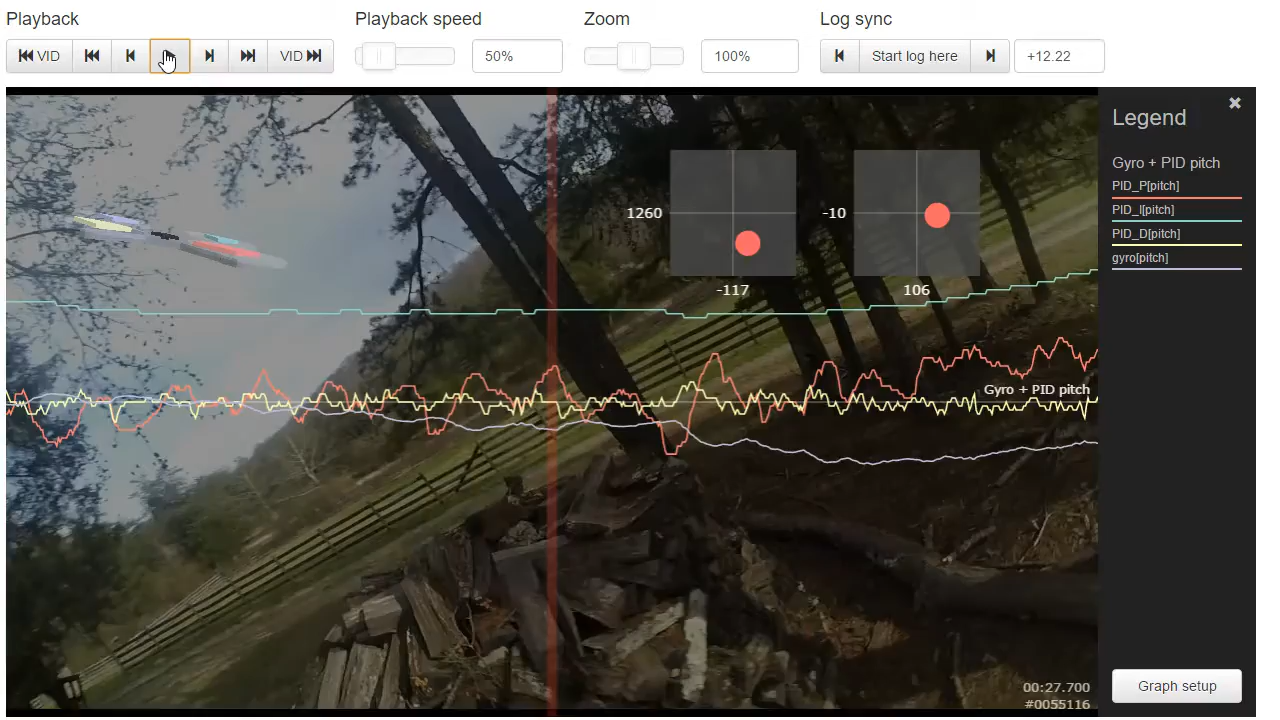 Playback
Playback speed
Zoom
Log sync
VID
VID
50%
100%
Start log here
+12.22
Legend
Gyro + PID pitch
PID_P[pitch]
PID_I[pitch]
PID_D[pitch]
gyro[pitch]
1260
-10
-117
106
Gyro + PID pitch
00:27.700
#0055116
Graph setup